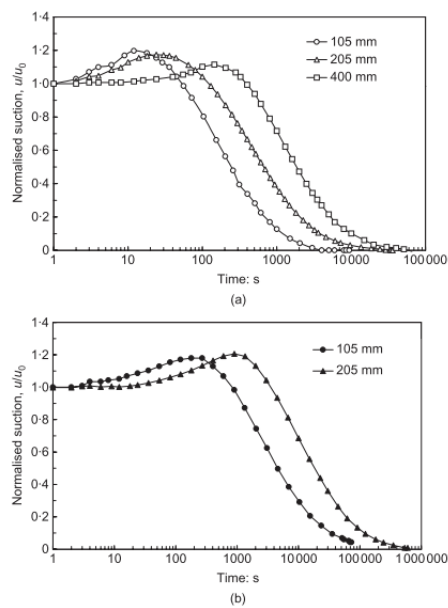 1·4
1·2
1·0
0·8
0·6
0·4
0·2
0
Normalised suction, u/u0
105 mm
205 mm
400 mm
1 10 100 1000 10000 100000
Time: s
(a)
1·4
1·2
1·0
0·8
0·6
0·4
0·2
0
Normalised suction, u/u0
105 mm
205 mm
1 10 100 1000 10000 100000 1000000
Time: s
(b)